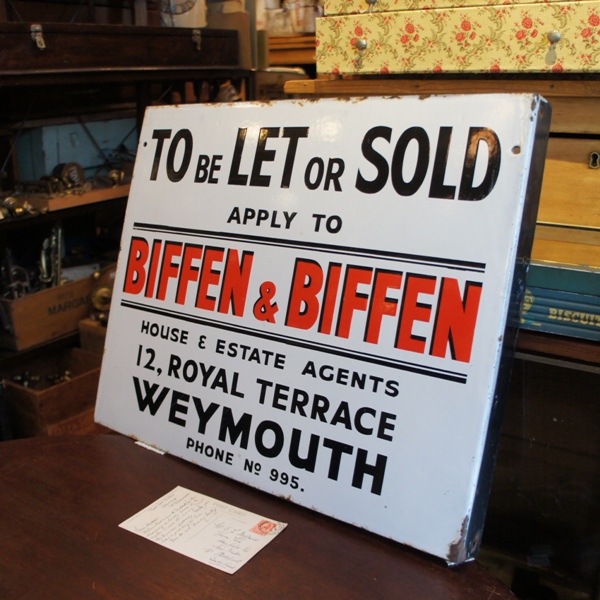 TO BE LET OR SOLD
APPLY TO
BIFFEN & BIFFEN
HOUSE & ESTATE AGENTS
12, ROYAL TERRACE
WEYMOUTH
PHONE Nº 995.
BISCUITS